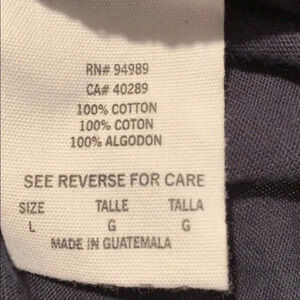 RN# 94989
CA# 40289
100% COTTON
100% COTON
100% ALGODON
SEE REVERSE FOR CARE
SIZE TALLE TALLA
L G G
MADE IN GUATEMALA